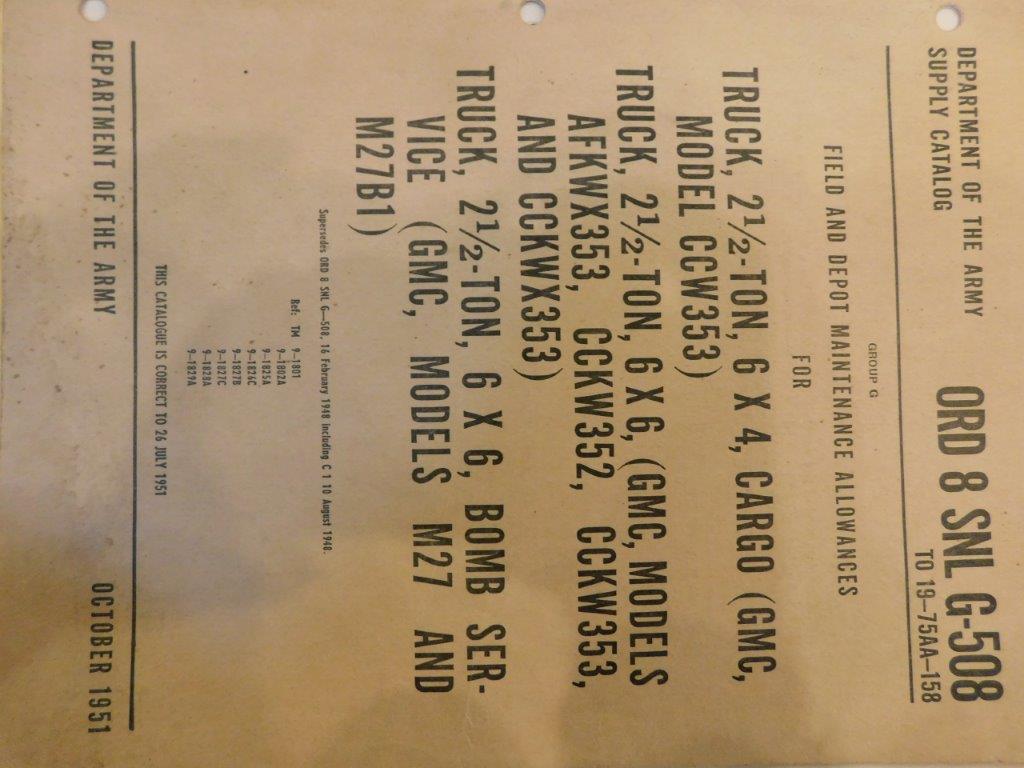 DEPARTMENT OF THE ARMY
SUPPLY CATALOG
ORD 8 SNL G-508
TO 19-75AA-158
GROUP G
FIELD AND DEPOT MAINTENANCE ALLOWANCES
FOR
TRUCK, 2½-TON, 6 X 4, CARGO (GMC,
MODEL CCW353)
TRUCK, 2½-TON, 6 X 6, (GMC, MODELS
AFKWX353, CCKW352, CCKW353,
AND CCKWX353)
TRUCK, 2½-TON, 6 X 6, BOMB SER-
VICE (GMC, MODELS M27 AND
M27B1)
Supersedes ORD 8 SNL G-508, 16 February 1948 including C 1 10 August 1948.
Ref: TM 9-1801
9-1802A
9-1825A
9-1826C
9-1827B
9-1827C
9-1828A
9-1829A
THIS CATALOGUE IS CORRECT TO 26 JULY 1951
DEPARTMENT OF THE ARMY OCTOBER 1951